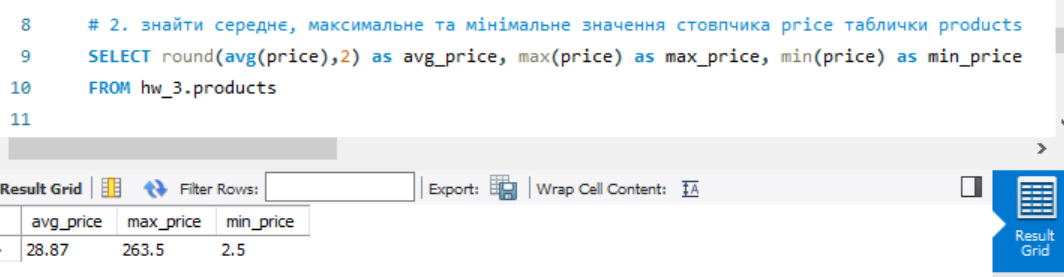 8 # 2. знайти середнє, максимальне та мінімальне значення стовпчика price таблички products
9 SELECT round(avg(price),2) as avg_price, max(price) as max_price, min(price) as min_price
10 FROM hw_3.products
11
Result Grid Filter Rows: Export: Wrap Cell Content: IA
avg_price max_price min_price
28.87 263.5 2.5
Result
Grid